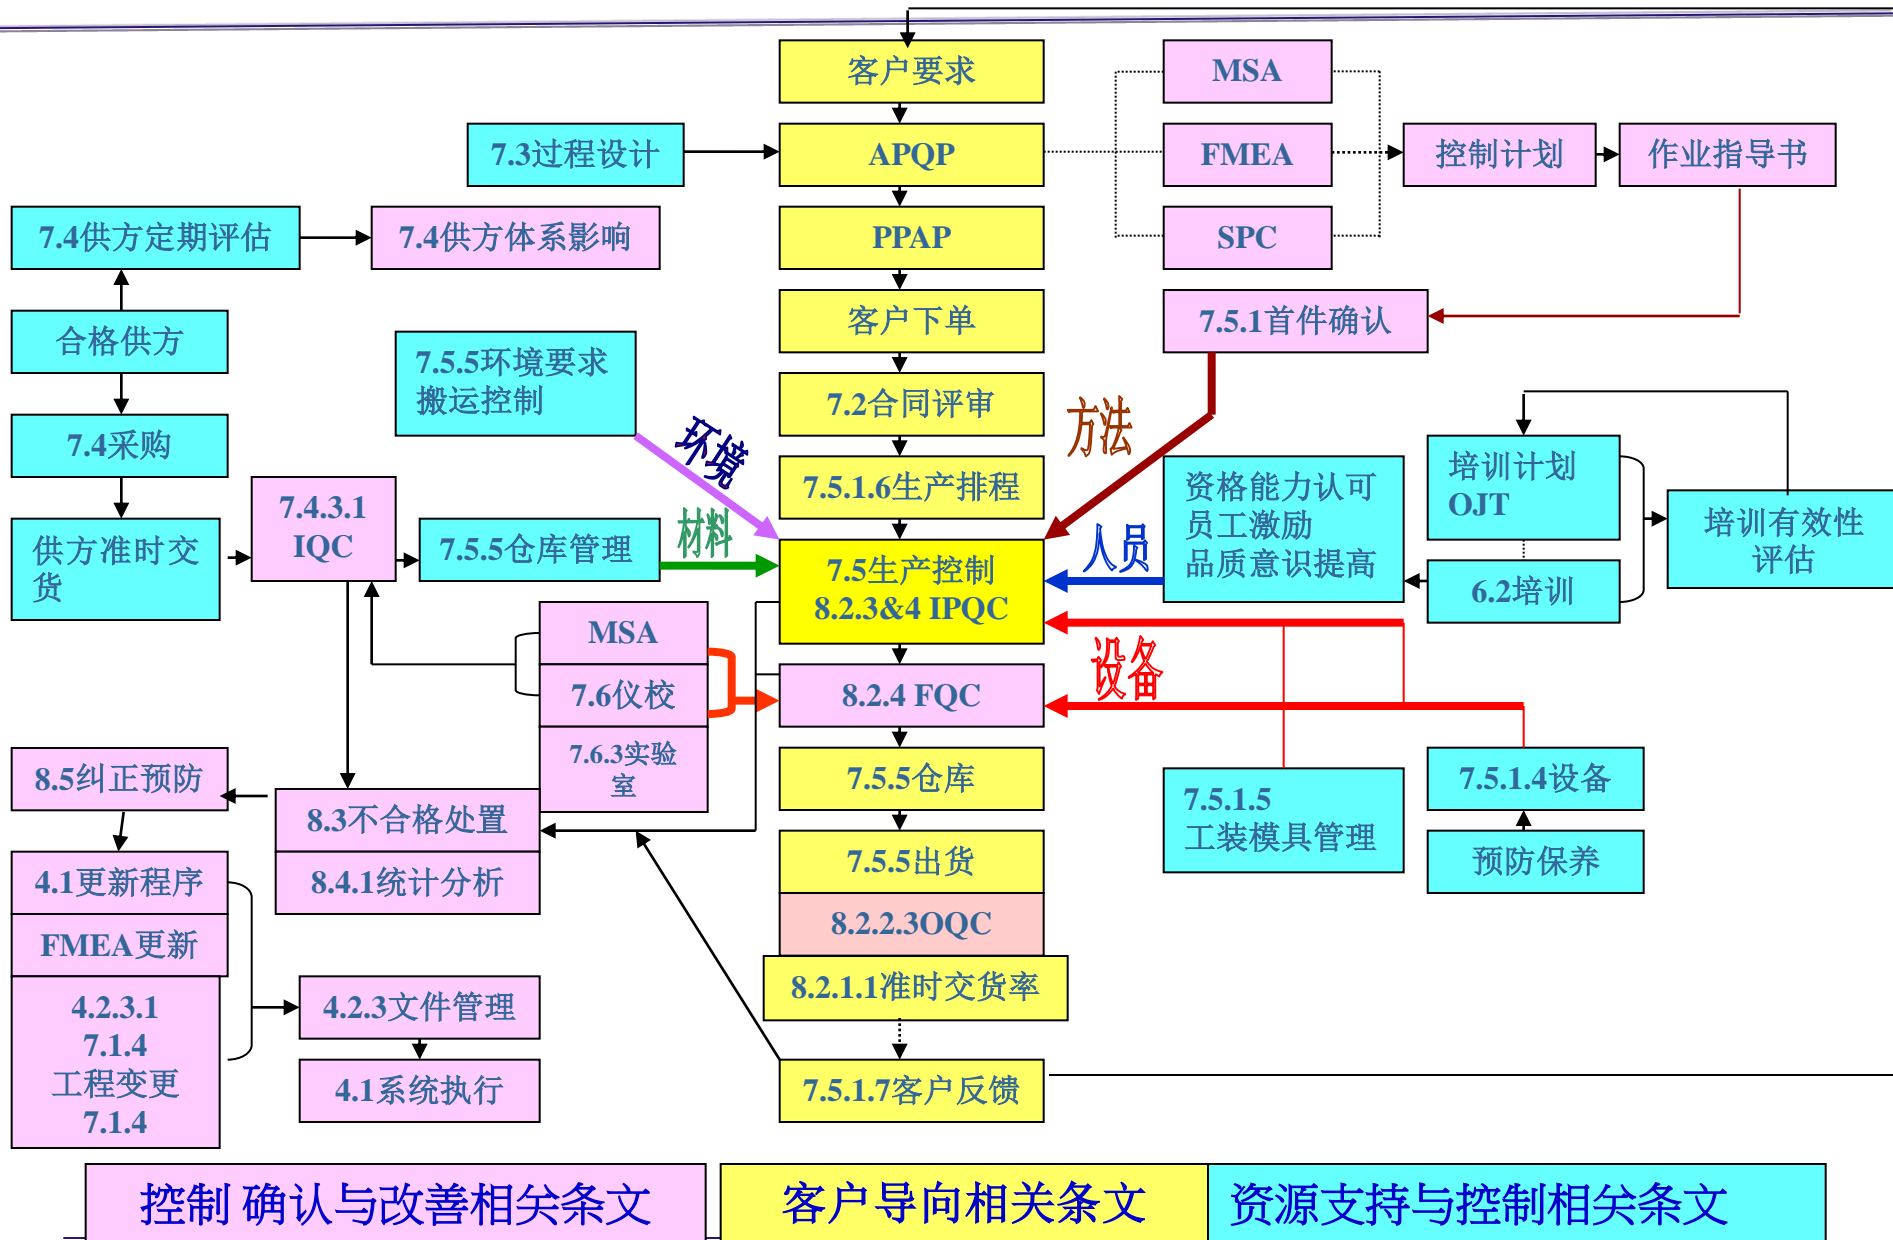 客户要求
MSA
7.3过程设计
APQP
FMEA
控制计划
作业指导书
7.4供方定期评估
7.4供方体系影响
PPAP
SPC
合格供方
7.5.5环境要求
搬运控制
客户下单
7.5.1首件确认
7.4采购
环境
7.2合同评审
方法
供方准时交
货
7.4.3.1
IQC
7.5.5仓库管理
材料
7.5.1.6生产排程
资格能力认可
员工激励
品质意识提高
人员
培训计划
OJT
6.2培训
培训有效性
评估
7.5生产控制
8.2.3&4 IPQC
MSA
7.6仪校
7.6.3实验
室
8.2.4 FQC
设备
8.5纠正预防
8.3不合格处置
8.4.1统计分析
7.5.5仓库
7.5.1.5
工装模具管理
7.5.1.4设备
预防保养
4.1更新程序
FMEA更新
4.2.3.1
7.1.4
工程变更
7.1.4
4.2.3文件管理
4.1系统执行
7.5.5出货
8.2.2.3OQC
8.2.1.1准时交货率
7.5.1.7客户反馈
控制 确认与改善相关条文
客户导向相关条文
资源支持与控制相关条文